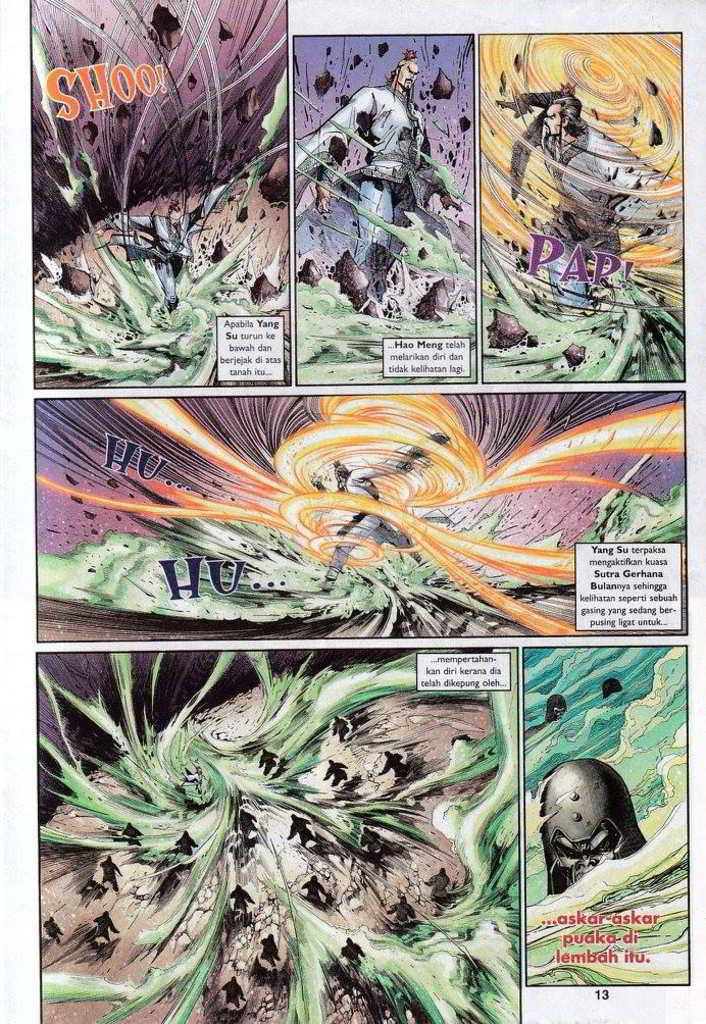 SHOO!
Apabila Yang
Su turun ke
bawah dan
berjejak di atas
tanah itu...
...Hao Meng telah
melarikan diri dan
tidak kelihatan lagi.
PAP!
HU...
HU...
Yang Su terpaksa
mengaktifkan kuasa
Sutra Gerhana
Bulannya sehingga
kelihatan seperti sebuah
gasing yang sedang ber-
pusing ligat untuk...
...mempertahan-
kan diri kerana dia
telah dikepung oleh...
...askar-askar
puaka di
lembah itu.
13